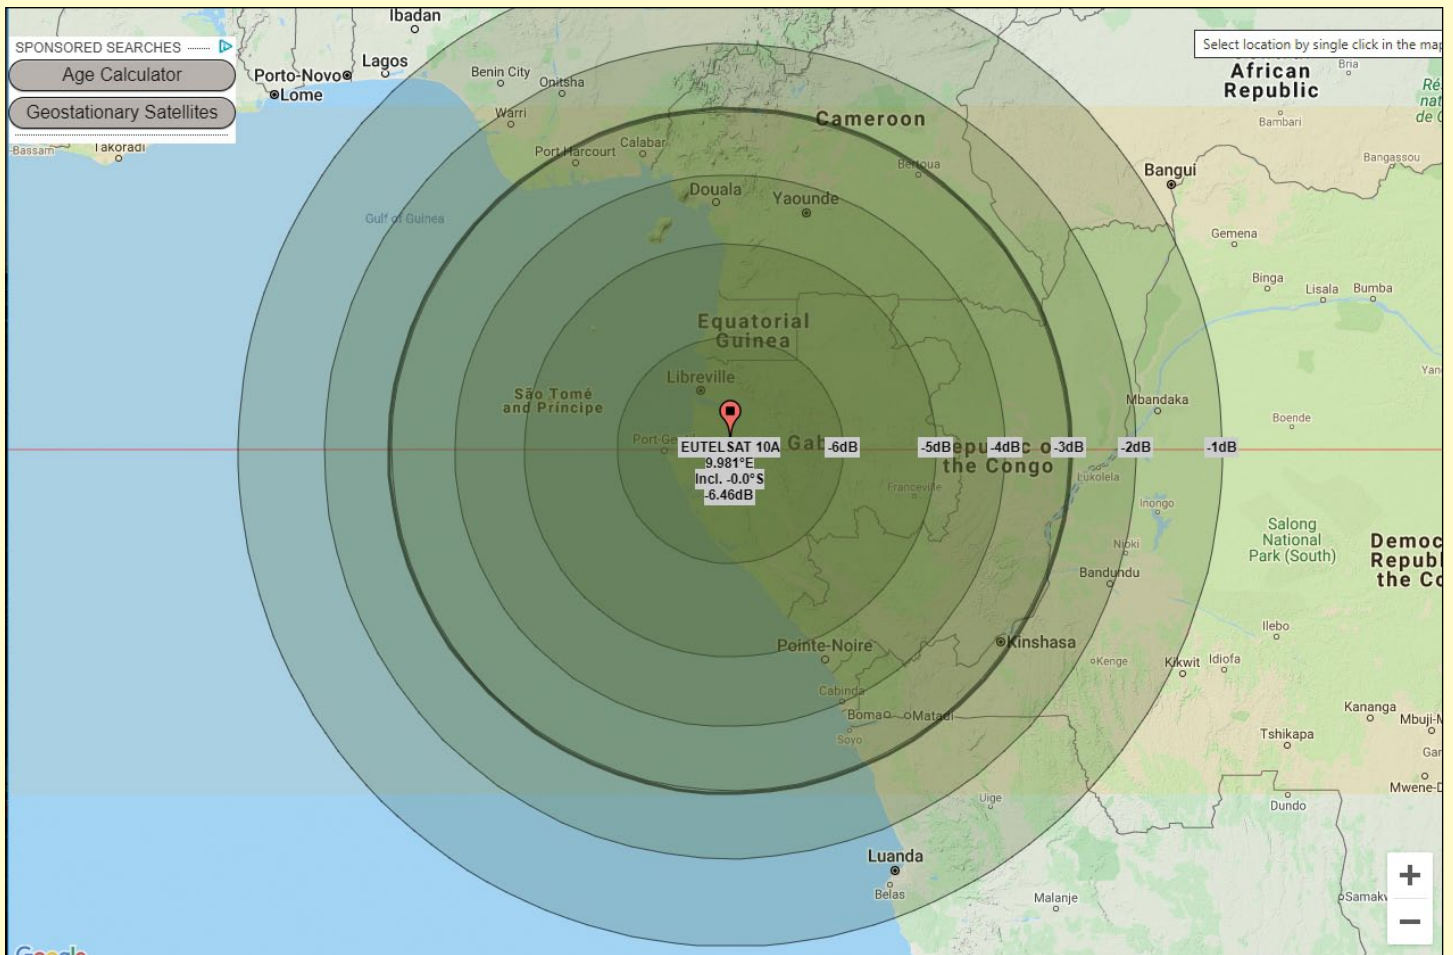 Ibadan
SPONSORED SEARCHES
Age Calculator
Geostationary Satellites
Select location by single click in the map
Lagos
Porto-Novo
Lome
Benin City
Onitsha
African
Republic
Bria
Bambari
Warri
Cameroon
-Bassam
Takoradi
Port Harcourt
Calabar
Bertoua
Bangui
Bangassou
Gulf of Guinea
Douala
Yaounde
Gemena
Binga
Lisala
Bumba
Equatorial
Guinea
Libreville
São Tomé
and Príncipe
Mbandaka
Boende
EUTELSAT 10A
9.981°E
Incl. -0.0°S
-6.46dB
-6dB
-5dB
-4dB
-3dB
-2dB
-1dB
the Congo
Franceville
Lukolela
Inongo
Salong
National
Park (South)
Nioki
Bandundu
Pointe-Noire
Kinshasa
Kenge
Kikwit
Idiofa
Ilebo
Cabinda
Boma
Matadi
Soyo
Kananga
Tshikapa
Uige
Dundo
Luanda
Belas
Malanje
+
−
Google